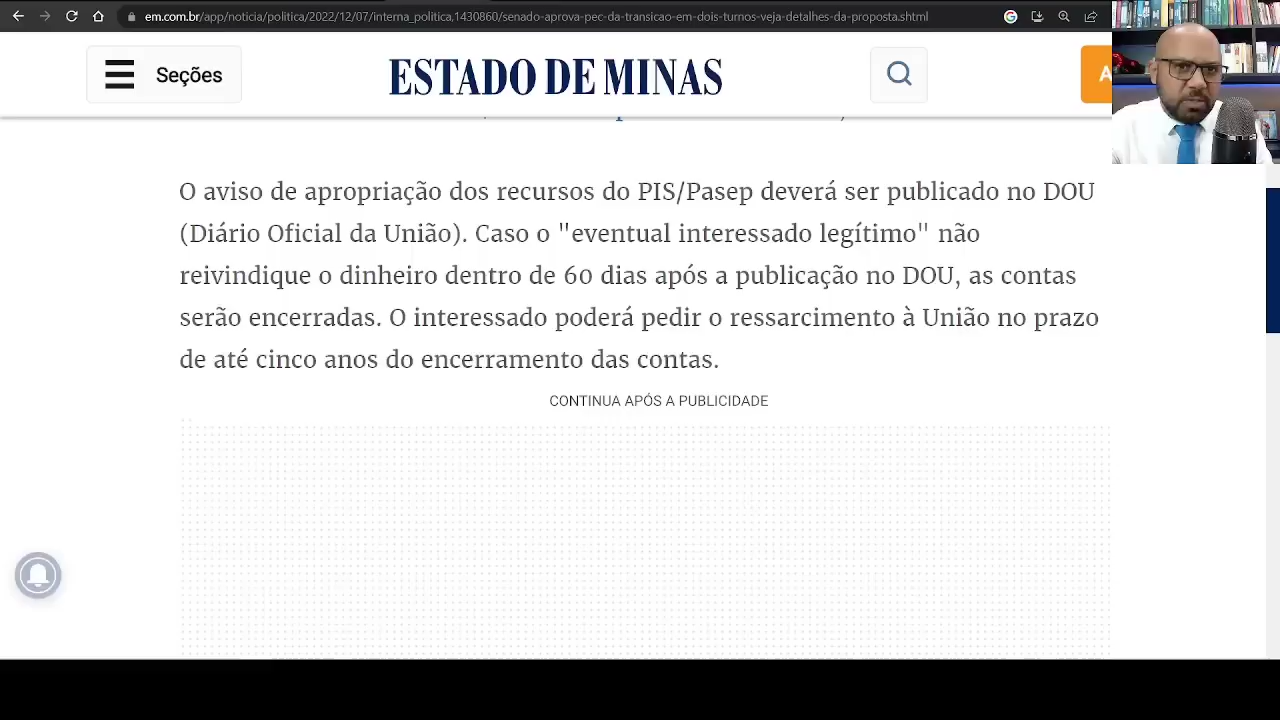 em.com.br/app/noticia/politica/2022/12/07/interna_politica,1430860/senado-aprova-pec-da-transicao-em-dois-turnos-veja-detalhes-da-proposta.shtml
Seções
ESTADO DE MINAS
A
O aviso de apropriação dos recursos do PIS/Pasep deverá ser publicado no DOU
(Diário Oficial da União). Caso o "eventual interessado legítimo" não
reivindique o dinheiro dentro de 60 dias após a publicação no DOU, as contas
serão encerradas. O interessado poderá pedir o ressarcimento à União no prazo
de até cinco anos do encerramento das contas.
CONTINUA APÓS A PUBLICIDADE